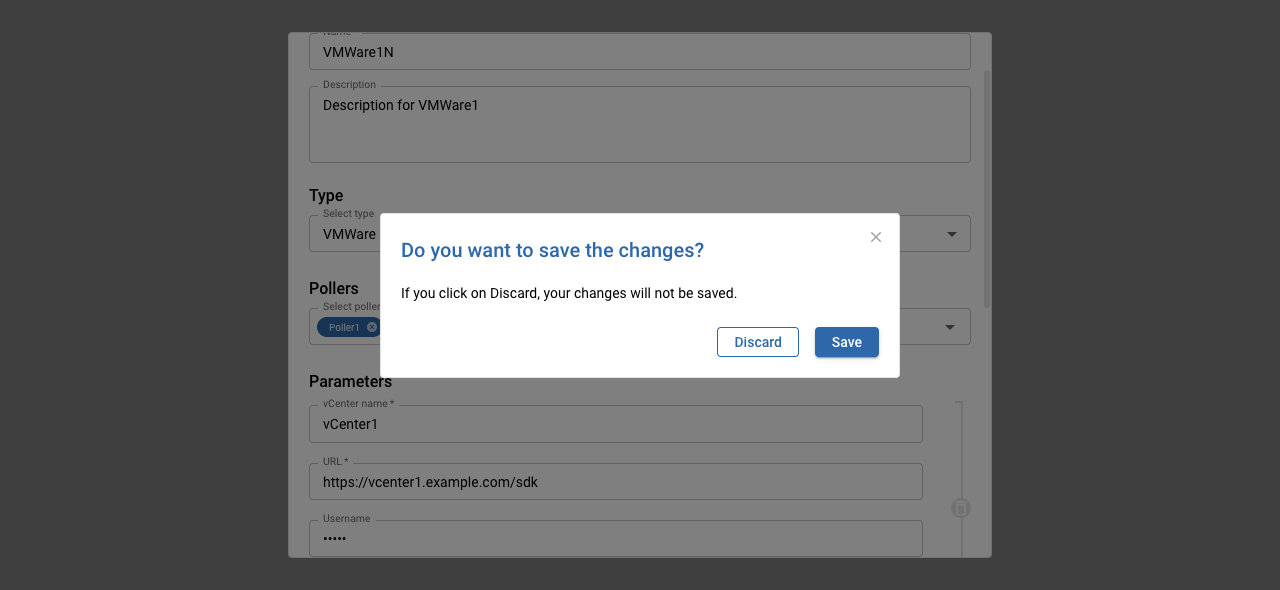 Name *
VMWare1N
Description
Description for VMWare1
Type
Select type
VMWare
Do you want to save the changes?
If you click on Discard, your changes will not be saved.
Discard
Save
Pollers
Select poller
Poller1
Parameters
vCenter name *
vCenter1
URL *
https://vcenter1.example.com/sdk
Username
•••••